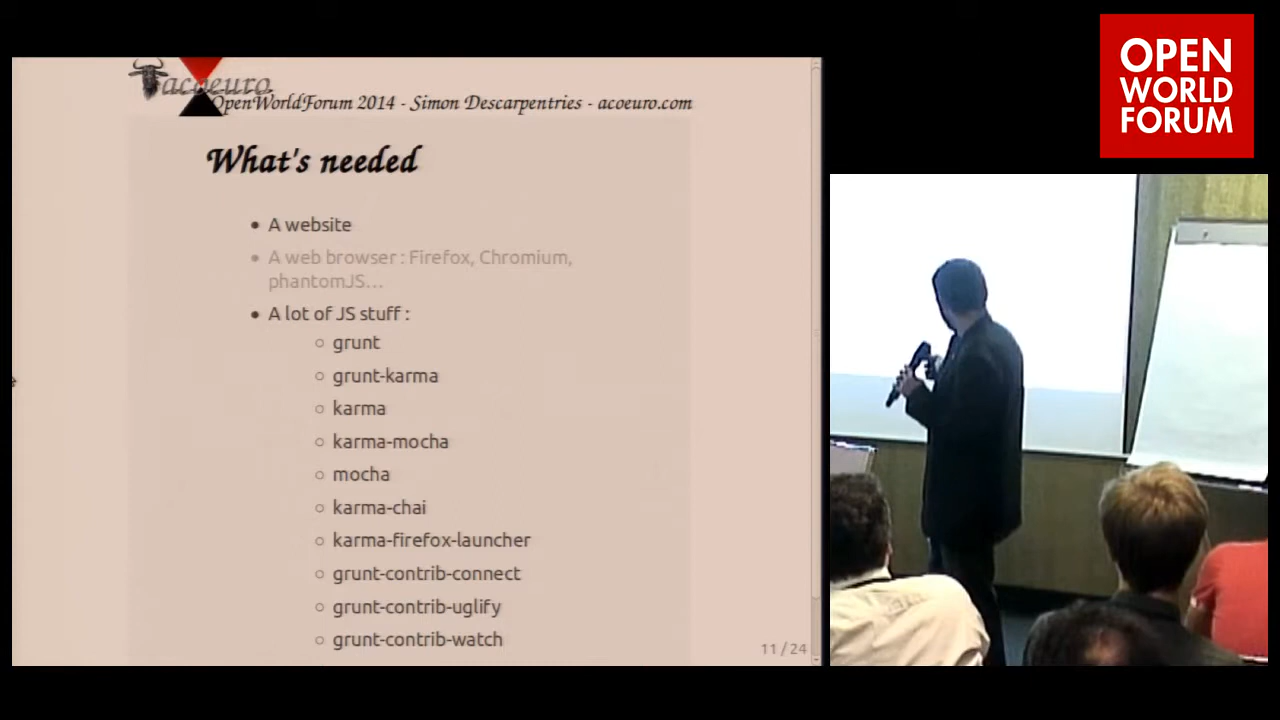 acoeuro
OpenWorldForum 2014 - Simon Descarpentries - acoeuro.com
What's needed
• A website
• A web browser : Firefox, Chromium,
phantomJS...
• A lot of JS stuff :
○ grunt
○ grunt-karma
○ karma
○ karma-mocha
○ mocha
○ karma-chai
○ karma-firefox-launcher
○ grunt-contrib-connect
○ grunt-contrib-uglify
○ grunt-contrib-watch
11 / 24
OPEN
WORLD
FORUM